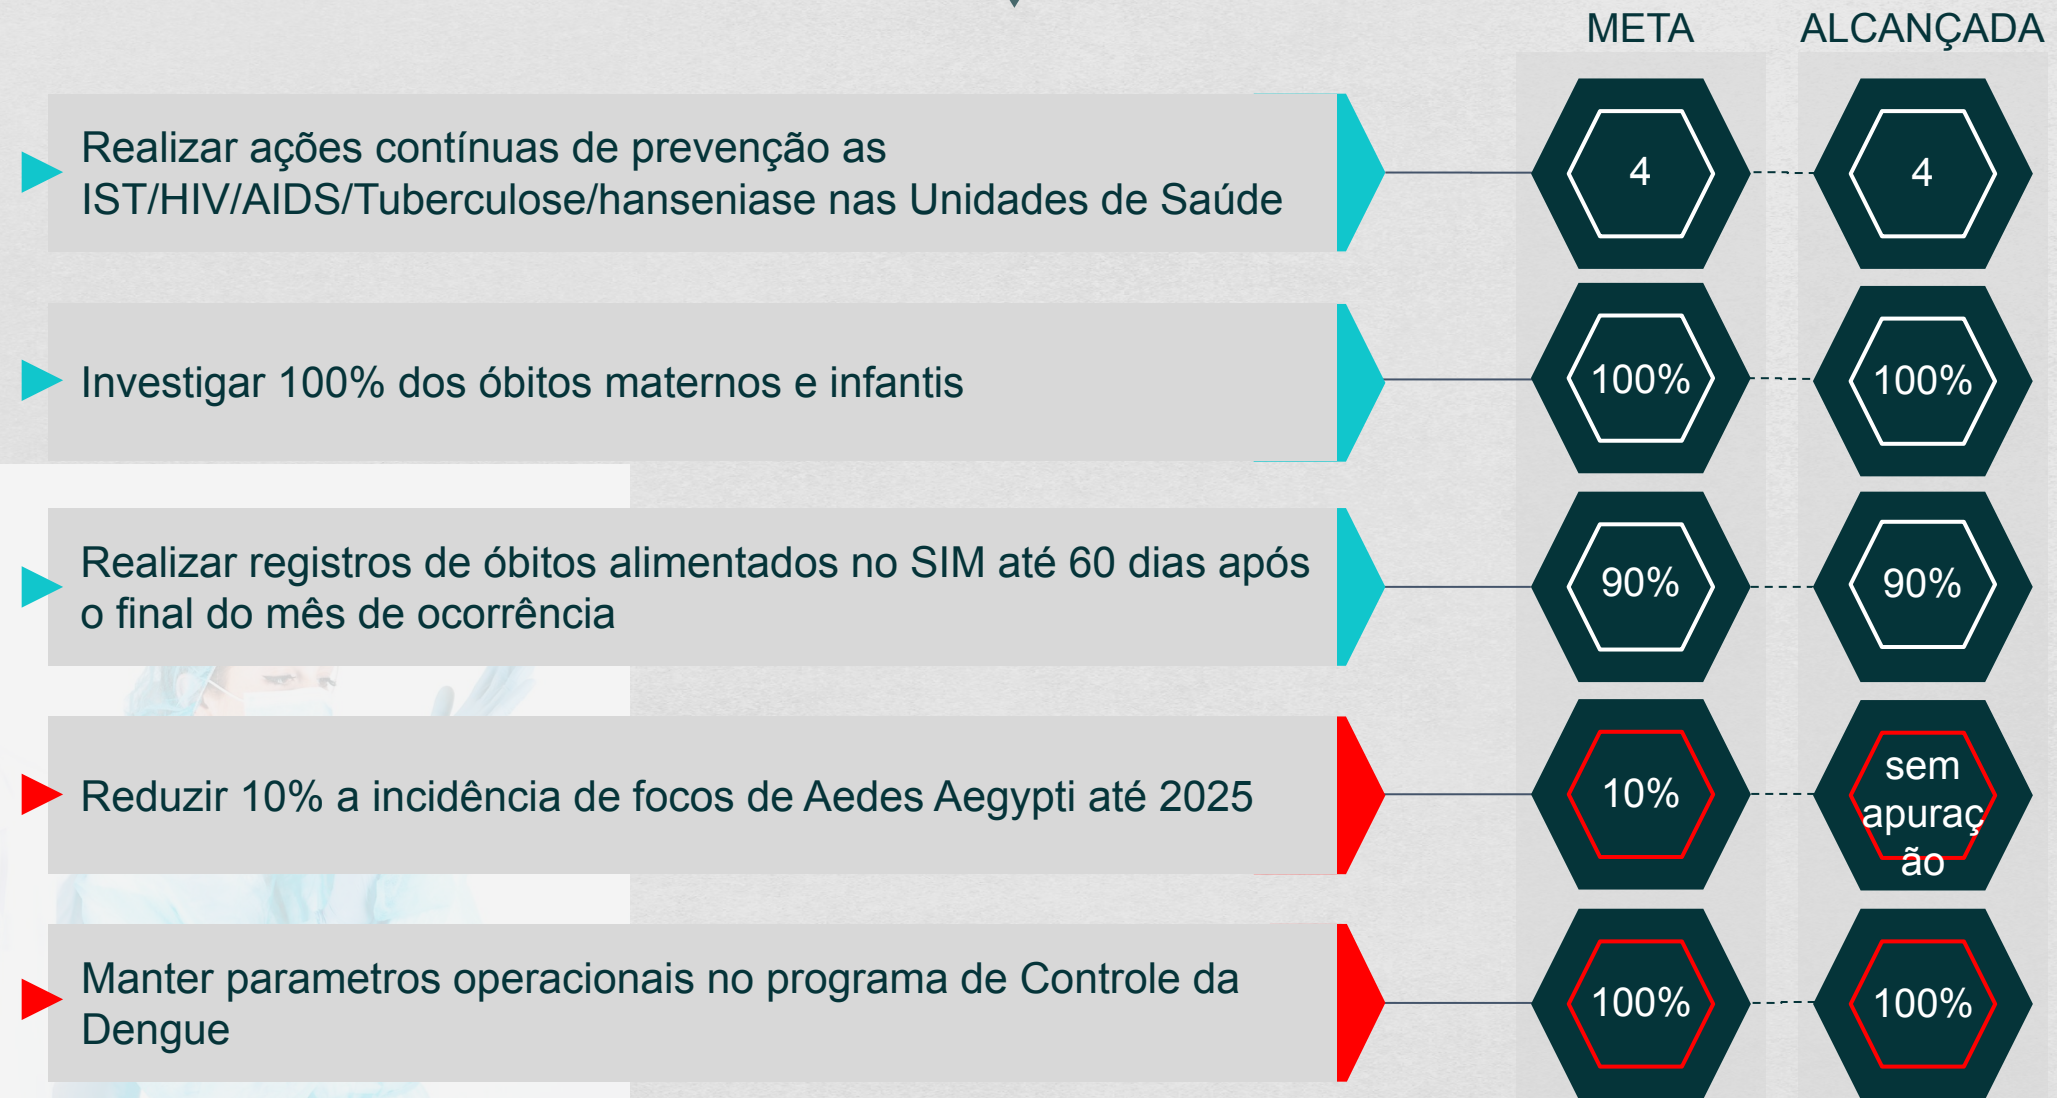 META ALCANÇADA
Realizar ações contínuas de prevenção as
IST/HIV/AIDS/Tuberculose/hanseniase nas Unidades de Saúde
4 4
Investigar 100% dos óbitos maternos e infantis
100% 100%
Realizar registros de óbitos alimentados no SIM até 60 dias após
o final do mês de ocorrência
90% 90%
Reduzir 10% a incidência de focos de Aedes Aegypti até 2025
10%
sem
apuraç
ão
Manter parametros operacionais no programa de Controle da
Dengue
100% 100%